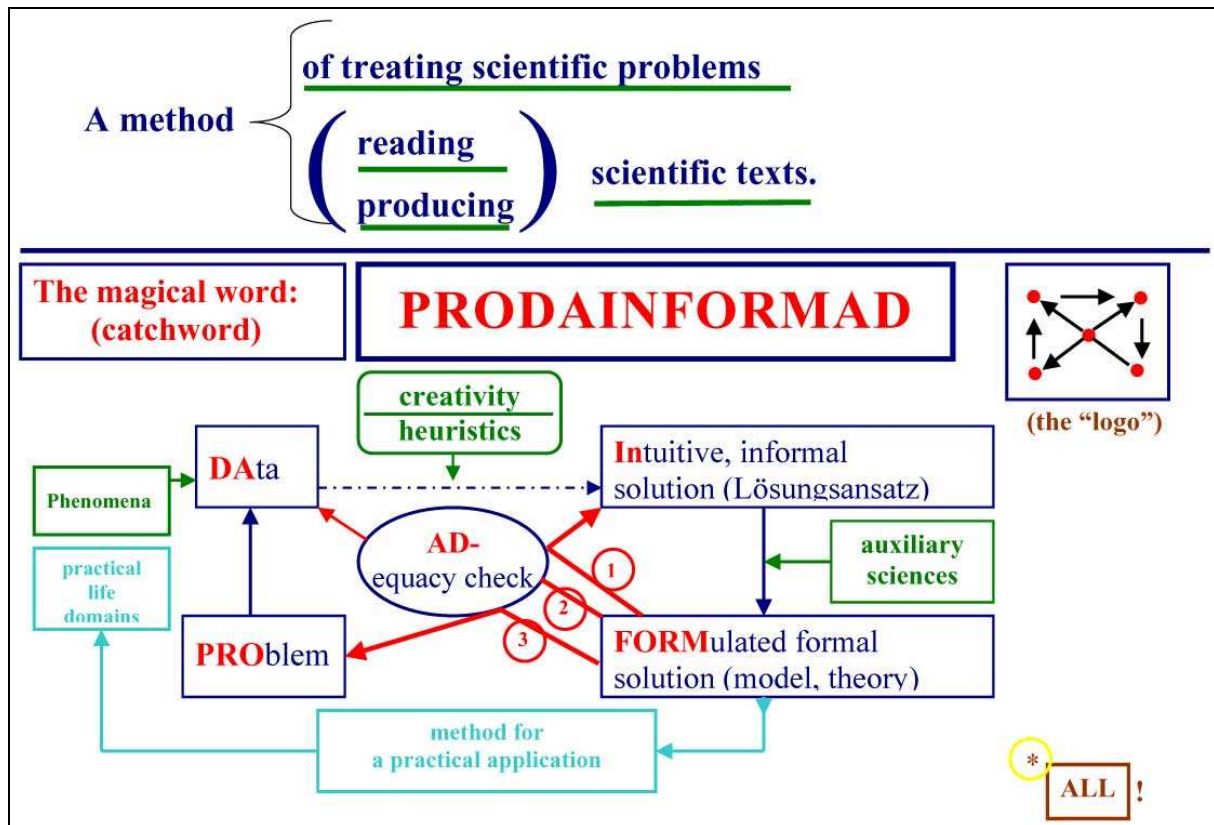 of treating scientific problems
A method
( reading
producing )
scientific texts.
The magical word:
(catchword)
PRODAINFORMAD
(the “logo”)
creativity
heuristics
DAta
Intuitive, informal
solution (Lösungsansatz)
Phenomena
AD-
equacy check
auxiliary
sciences
practical
life
domains
1
2
3
PROblem
FORMulated formal
solution (model, theory)
method for
a practical application
*
ALL !